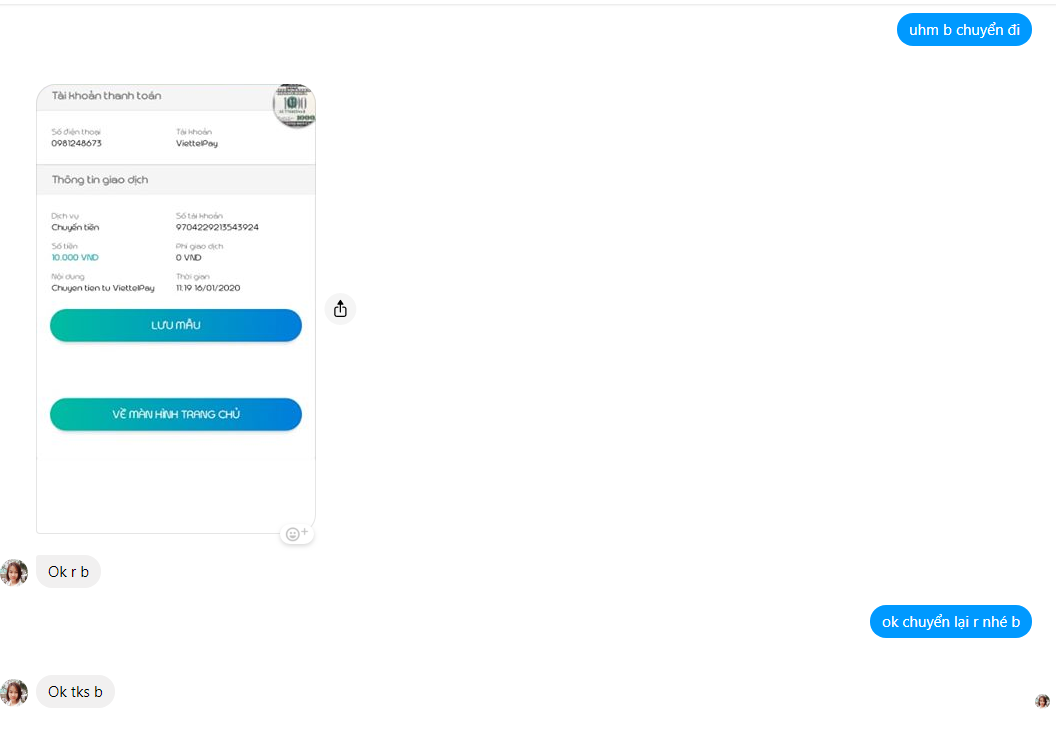 uhm b chuyển đi
Tài khoản thanh toán
Số điện thoại
Tài khoản
0981248673
ViettelPay
Thông tin giao dịch
Dịch vụ
Số tài khoản
Chuyển tiền
9704229213543924
Số tiền
Phí giao dịch
10.000 VND
0 VND
Nội dung
Thời gian
Chuyen tien tu ViettelPay
11:19 16/01/2020
LƯU MẪU
VỀ MÀN HÌNH TRANG CHỦ
Ok r b
ok chuyển lại r nhé b
Ok tks b